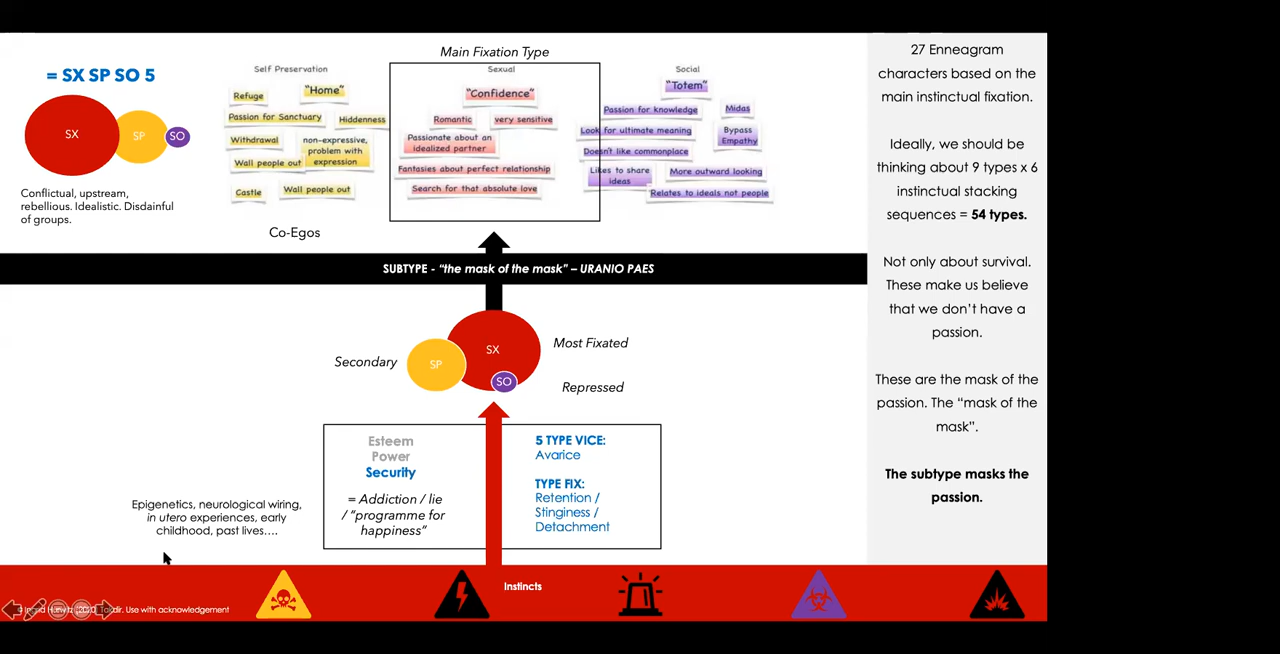 = SX SP SO 5
SX
SP
SO
Conflictual, upstream,
rebellious. Idealistic. Disdainful
of groups.
Main Fixation Type
Self Preservation
Refuge
"Home"
Passion for Sanctuary
Hiddenness
Withdrawal
non-expressive,
problem with
expression
Wall people out
Castle
Wall people out
Co-Egos
Sexual
"Confidence"
Romantic
very sensitive
Passionate about an
idealized partner
Fantasies about perfect relationship
Search for that absolute love
Social
"Totem"
Passion for knowledge
Midas
Look for ultimate meaning
Bypass
Empathy
Doesn't like commonplace
Likes to share
ideas
More outward looking
Relates to ideals not people
SUBTYPE - "the mask of the mask" – URANIO PAES
Secondary
SP
SX
SO
Most Fixated
Repressed
Esteem
Power
Security
= Addiction / lie
/ "programme for
happiness"
5 TYPE VICE:
Avarice
TYPE FIX:
Retention /
Stinginess /
Detachment
Epigenetics, neurological wiring,
in utero experiences, early
childhood, past lives….
Instincts
Use with acknowledgement
27 Enneagram
characters based on the
main instinctual fixation.
Ideally, we should be
thinking about 9 types x 6
instinctual stacking
sequences = 54 types.
Not only about survival.
These make us believe
that we don't have a
passion.
These are the mask of the
passion. The "mask of the
mask".
The subtype masks the
passion.